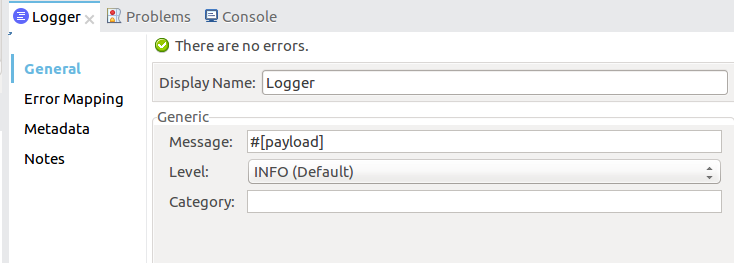 Logger Problems Console
There are no errors.
General
Display Name: Logger
Error Mapping
Generic
Metadata
Message: #[payload]
Notes
Level: INFO (Default)
Category: